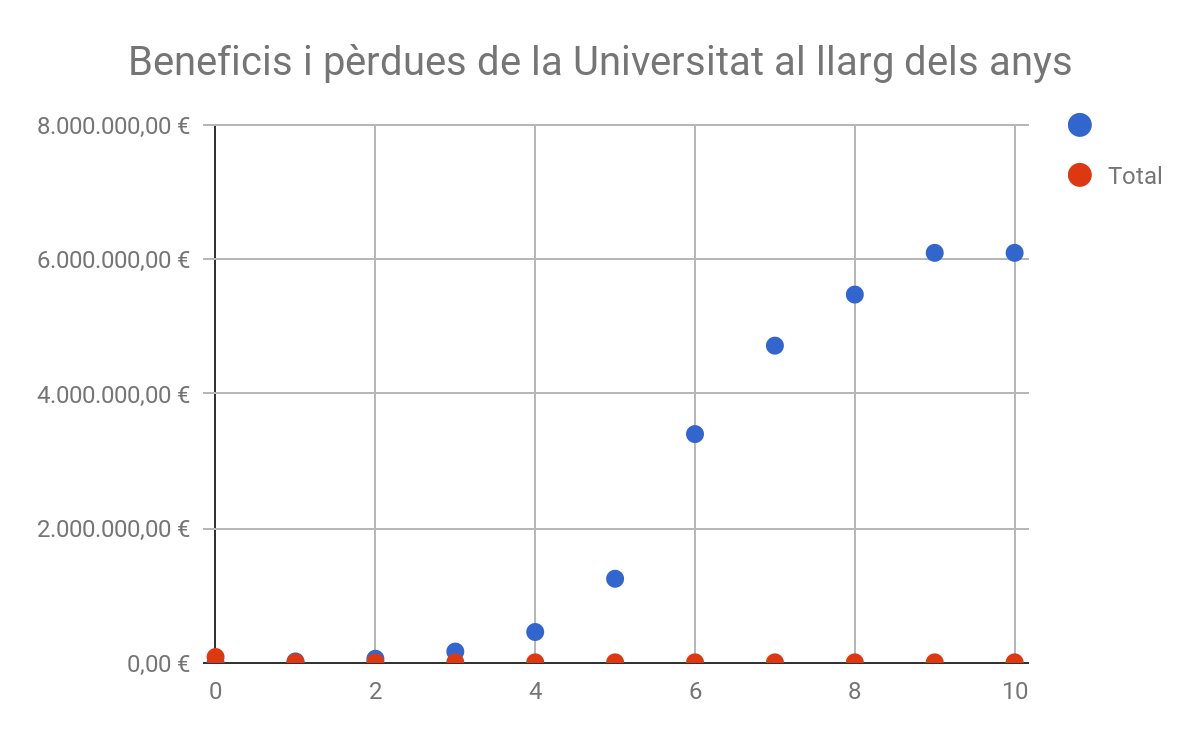 Beneficis i pèrdues de la Universitat al llarg dels anys
8.000.000,00 €
Total
6.000.000,00 €
4.000.000,00 €
2.000.000,00 €
0,00 €
0 2 4 6 8 10